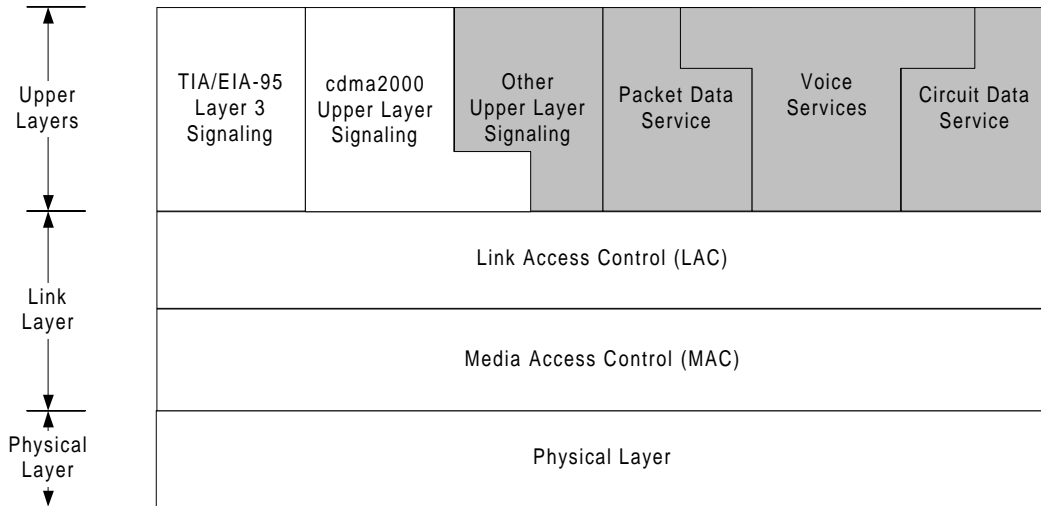 Upper
Layers
TIA/EIA-95
Layer 3
Signaling
cdma2000
Upper Layer
Signaling
Other
Upper Layer
Signaling
Packet Data
Service
Voice
Services
Circuit Data
Service
Link
Layer
Link Access Control (LAC)
Media Access Control (MAC)
Physical
Layer
Physical Layer